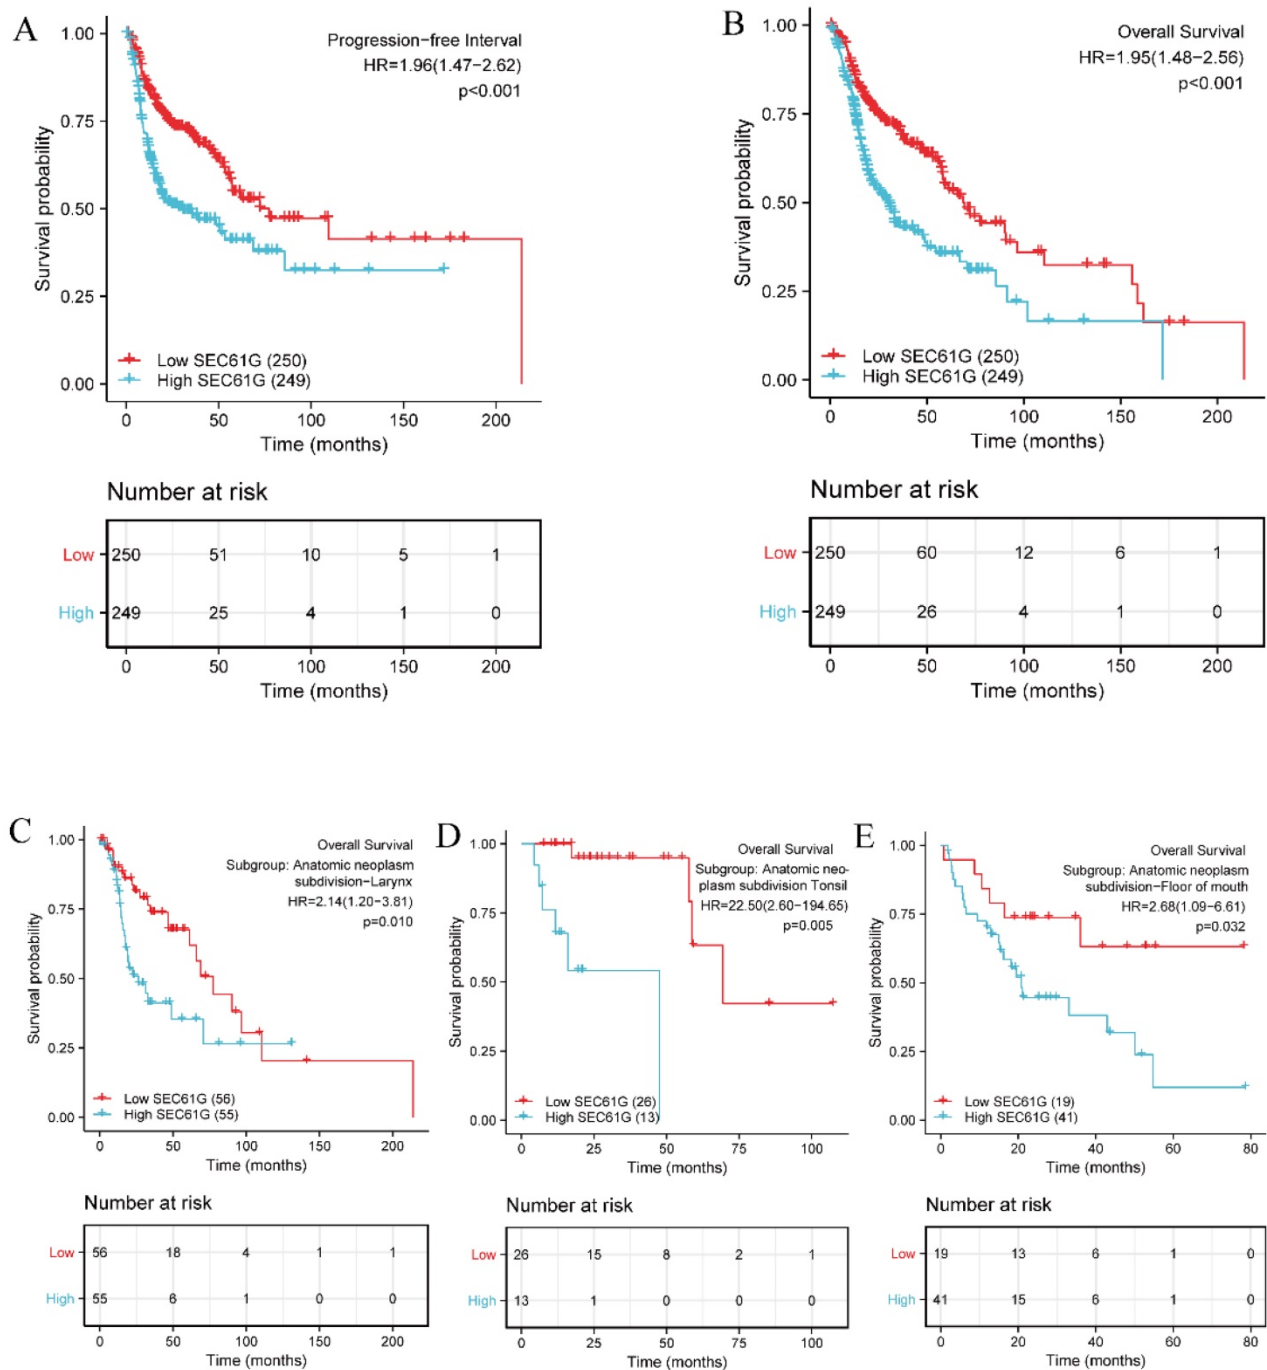 A
Progression-free Interval
HR=1.96(1.47-2.62)
p<0.001
Survival probability
1.00
0.75
0.50
0.25
0.00
Low SEC61G (250)
High SEC61G (249)
0 50 100 150 200
Time (months)
Number at risk
Low 250 51 10 5 1
High 249 25 4 1 0
0 50 100 150 200
Time (months)
B
Overall Survival
HR=1.95(1.48-2.56)
p<0.001
Survival probability
1.00
0.75
0.50
0.25
0.00
Low SEC61G (250)
High SEC61G (249)
0 50 100 150 200
Time (months)
Number at risk
Low 250 60 12 6 1
High 249 26 4 1 0
0 50 100 150 200
Time (months)
C
Overall Survival
Subgroup: Anatomic neoplasm
subdivision-Larynx
HR=2.14(1.20-3.81)
p=0.010
Survival probability
1.00
0.75
0.50
0.25
0.00
Low SEC61G (56)
High SEC61G (55)
0 50 100 150 200
Time (months)
Number at risk
Low 56 18 4 1 1
High 55 6 1 0 0
0 50 100 150 200
Time (months)
D
Overall Survival
Subgroup: Anatomic neo-
plasm subdivision Tonsil
HR=22.50(2.60-194.65)
p=0.005
Survival probability
1.00
0.75
0.50
0.25
0.00
Low SEC61G (26)
High SEC61G (13)
0 25 50 75 100
Time (months)
Number at risk
Low 26 15 8 2 1
High 13 1 0 0 0
0 25 50 75 100
Time (months)
E
Overall Survival
Subgroup: Anatomic neoplasm
subdivision-Floor of mouth
HR=2.68(1.09-6.61)
p=0.032
Survival probability
1.00
0.75
0.50
0.25
0.00
Low SEC61G (19)
High SEC61G (41)
0 20 40 60 80
Time (months)
Number at risk
Low 19 13 6 1 0
High 41 15 6 1 0
0 20 40 60 80
Time (months)